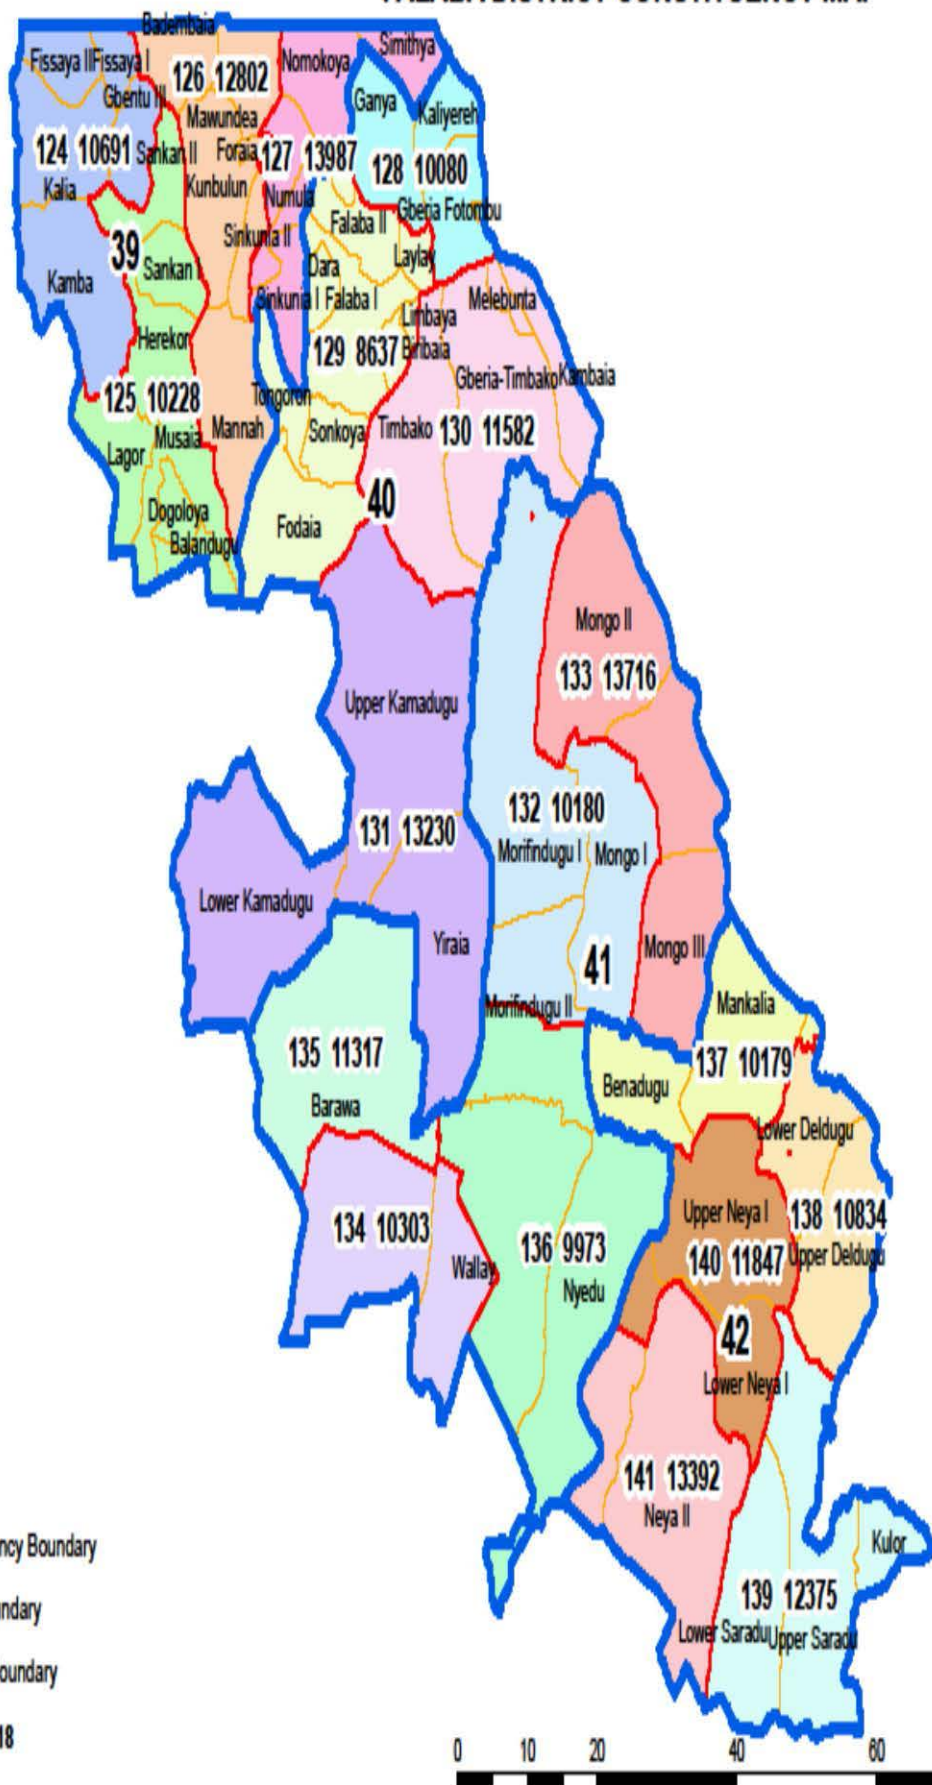 Badembaia
Simithya
Fissaya II
Fissaya I
126 12802
Nomokoya
Gbentu III
Ganya
Kaliyereh
Mawundea
124 10691
Sankan II
Foraia
127 13987
128 10080
Kalia
Kunbulun
Numula
Gberia Fotombu
Falaba II
39
Sinkunia II
Laylay
Sankan I
Dara
Kamba
Sinkunia I
Falaba I
Melebunta
Limbaya
Herekor
129 8637
Biribaia
Gberia-Timbako
Kambaia
125 10228
Tongoron
Musaia
Mannah
Sonkoya
Timbako
130 11582
Lagor
40
Dogoloya
Fodaia
Balandugu
Mongo II
133 13716
Upper Kamadugu
132 10180
131 13230
Morifindugu I
Mongo I
Lower Kamadugu
Yiraia
Mongo III
41
Morifindugu II
Mankalia
135 11317
137 10179
Benadugu
Barawa
Lower Deldugu
Upper Neya I
138 10834
134 10303
136 9973
Upper Deldugu
Wallay
140 11847
Nyedu
42
Lower Neya I
141 13392
Neya II
Kulor
ncy Boundary
139 12375
ndary
Lower Saradu
Upper Saradu
oundary
18
0 10 20 40 60